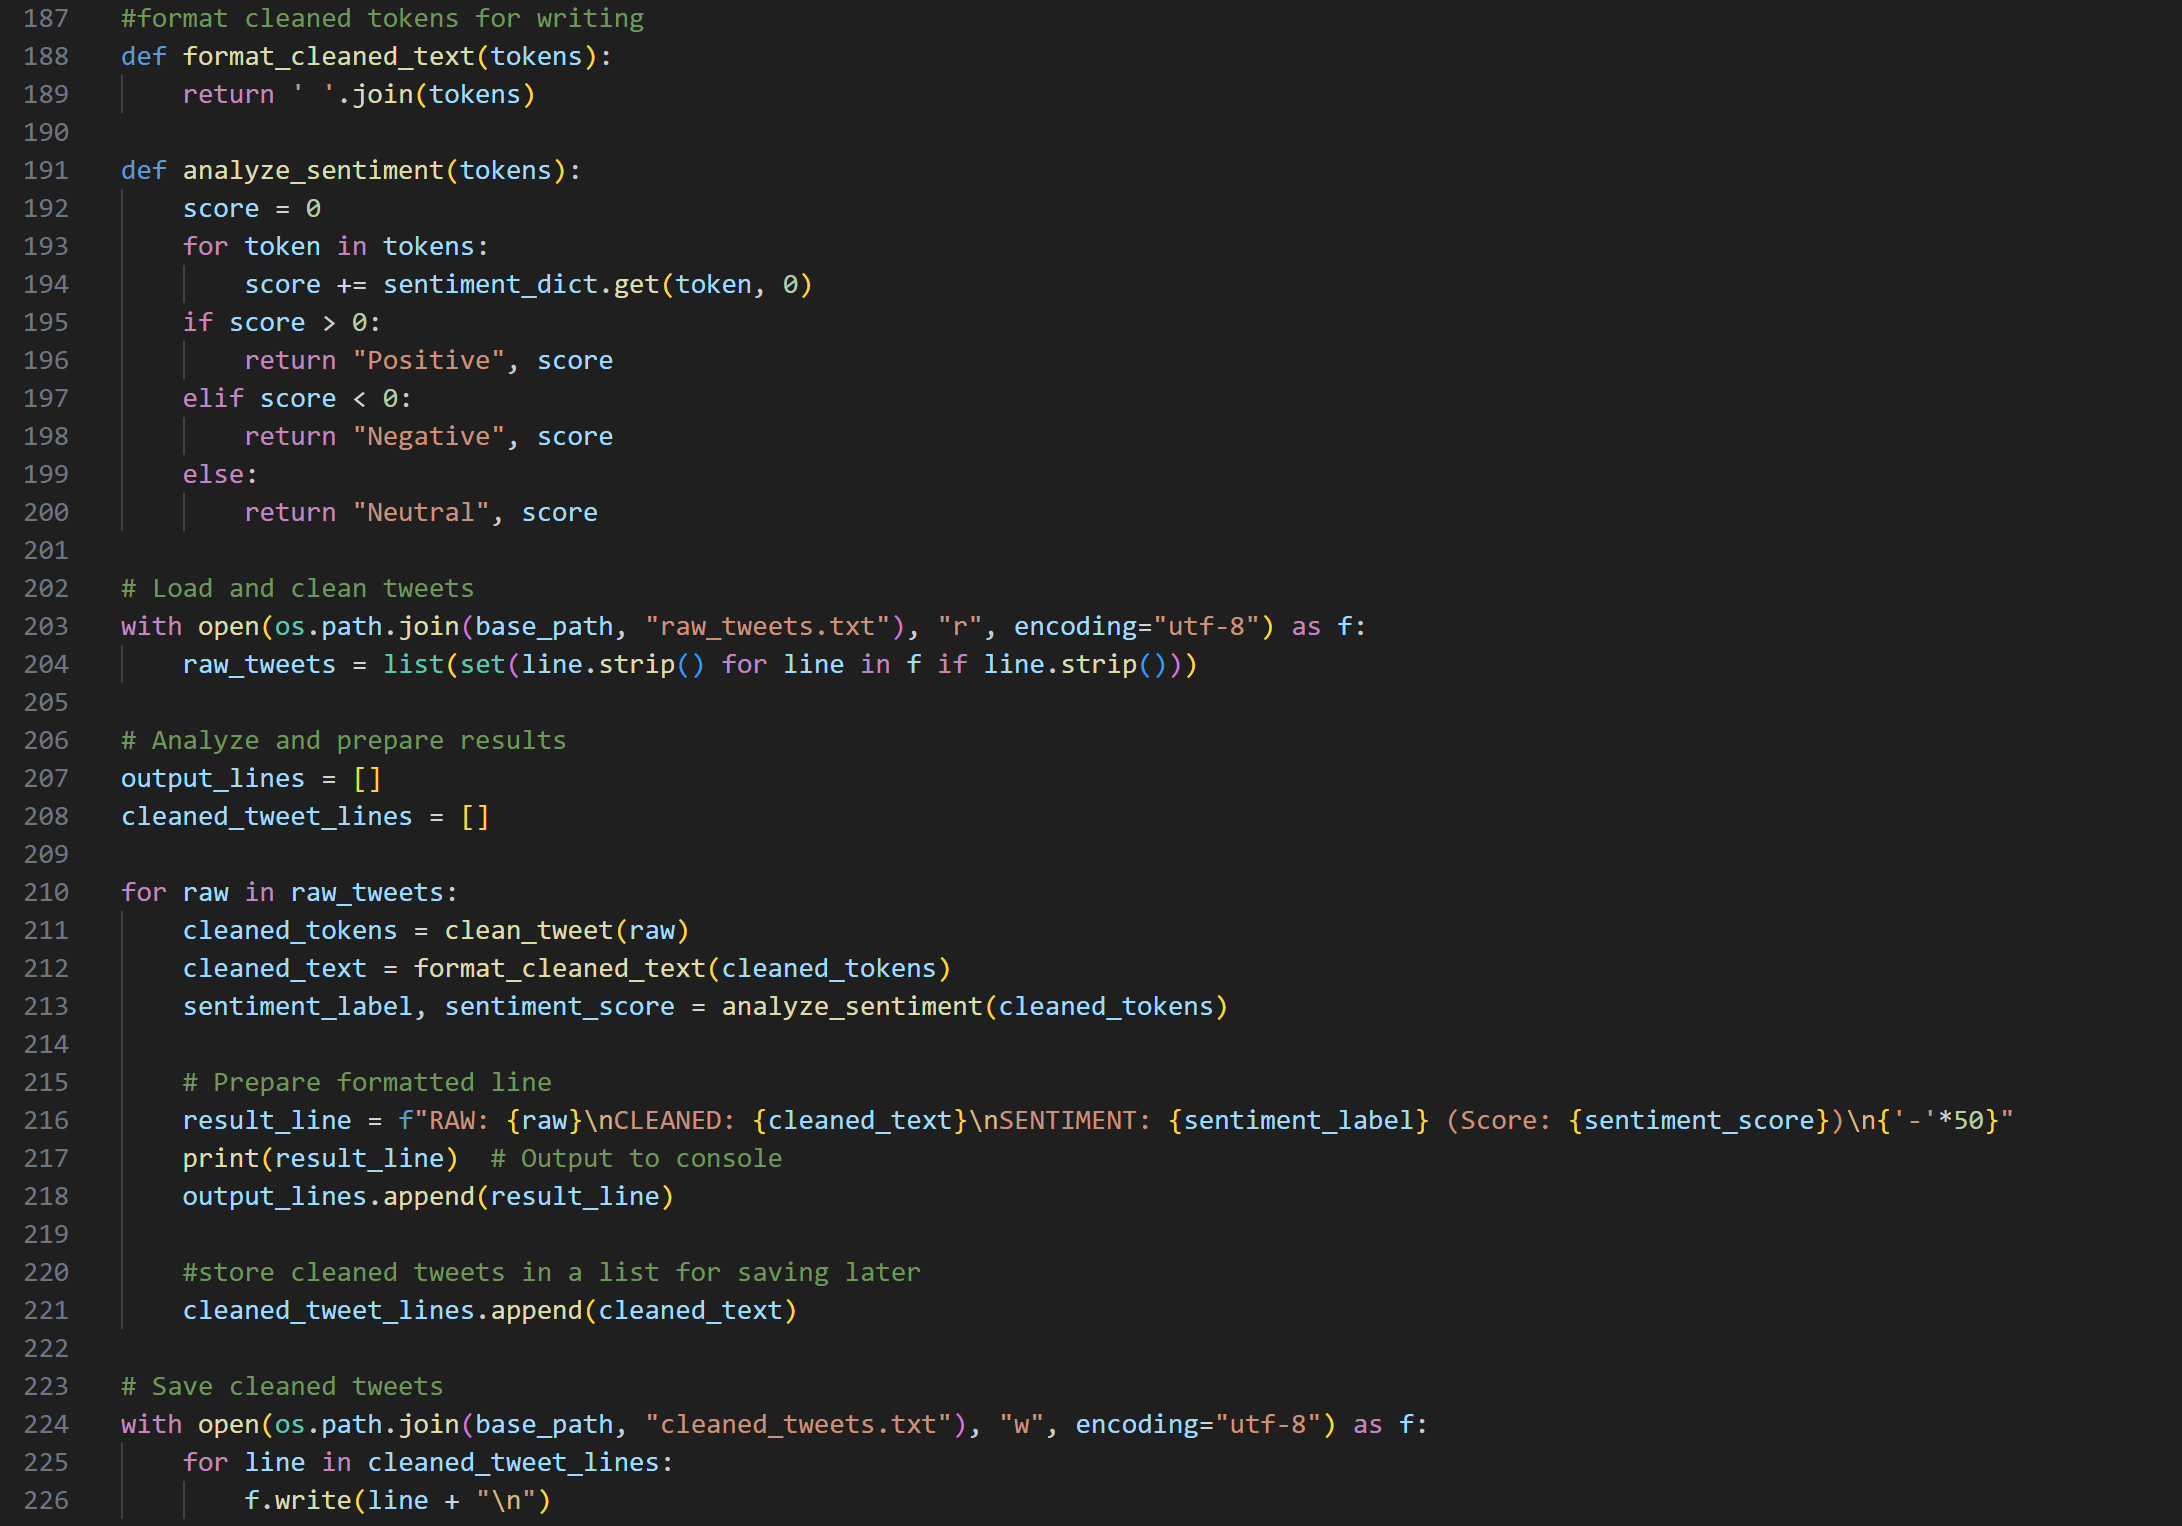 187 #format cleaned tokens for writing
188 def format_cleaned_text(tokens):
189     return ' '.join(tokens)
190
191 def analyze_sentiment(tokens):
192     score = 0
193     for token in tokens:
194         score += sentiment_dict.get(token, 0)
195     if score > 0:
196         return "Positive", score
197     elif score < 0:
198         return "Negative", score
199     else:
200         return "Neutral", score
201
202 # Load and clean tweets
203 with open(os.path.join(base_path, "raw_tweets.txt"), "r", encoding="utf-8") as f:
204     raw_tweets = list(set(line.strip() for line in f if line.strip()))
205
206 # Analyze and prepare results
207 output_lines = []
208 cleaned_tweet_lines = []
209
210 for raw in raw_tweets:
211     cleaned_tokens = clean_tweet(raw)
212     cleaned_text = format_cleaned_text(cleaned_tokens)
213     sentiment_label, sentiment_score = analyze_sentiment(cleaned_tokens)
214
215     # Prepare formatted line
216     result_line = f"RAW: {raw}\nCLEANED: {cleaned_text}\nSENTIMENT: {sentiment_label} (Score: {sentiment_score})\n{'-'*50}"
217     print(result_line)  # Output to console
218     output_lines.append(result_line)
219
220     #store cleaned tweets in a list for saving later
221     cleaned_tweet_lines.append(cleaned_text)
222
223 # Save cleaned tweets
224 with open(os.path.join(base_path, "cleaned_tweets.txt"), "w", encoding="utf-8") as f:
225     for line in cleaned_tweet_lines:
226         f.write(line + "\n")